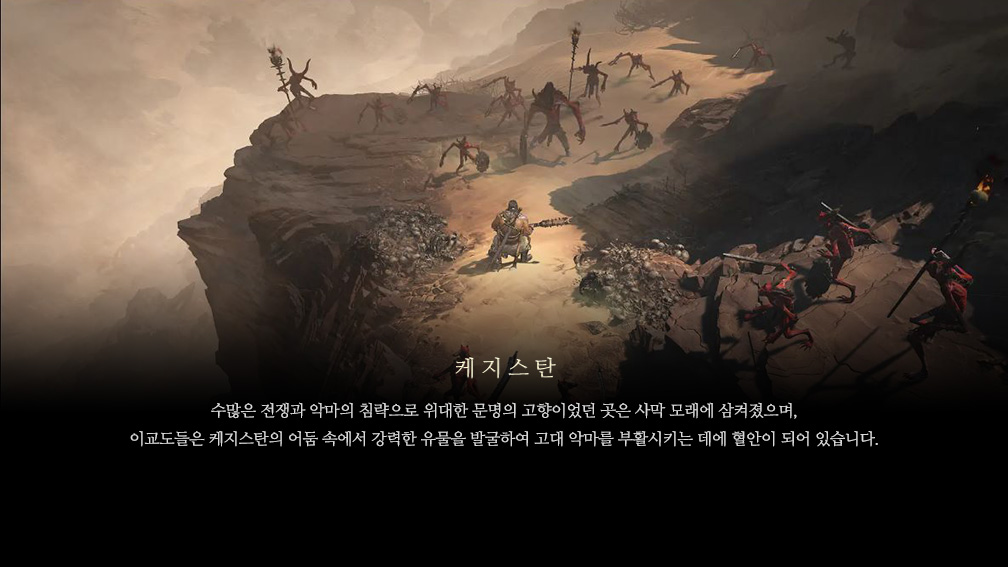 케지스탄
수많은 전쟁과 악마의 침략으로 위대한 문명의 고향이었던 곳은 사막 모래에 삼켜졌으며,
이교도들은 케지스탄의 어둠 속에서 강력한 유물을 발굴하여 고대 악마를 부활시키는 데에 혈안이 되어 있습니다.